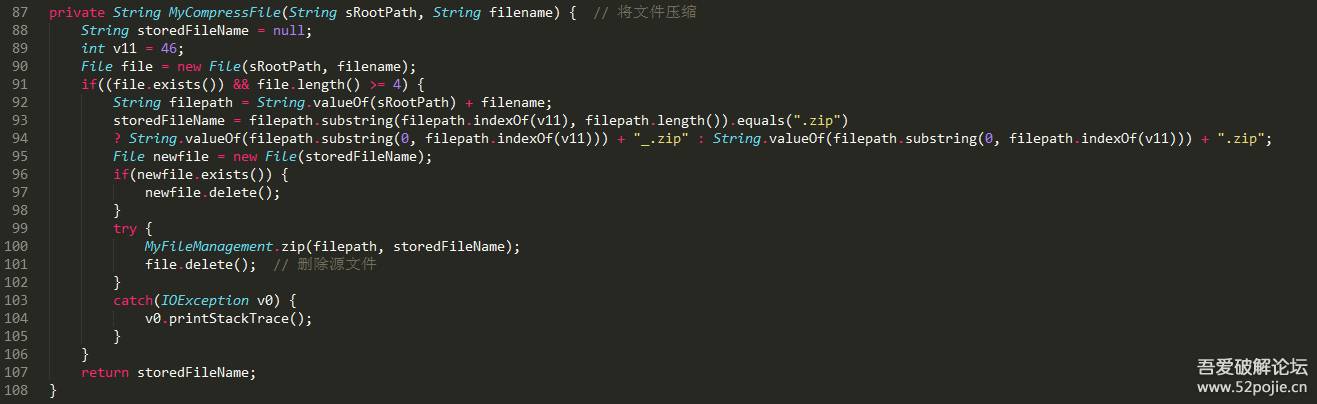 87 private String MyCompressFile(String sRootPath, String filename) {  // 将文件压缩
88     String storedFileName = null;
89     int v11 = 46;
90     File file = new File(sRootPath, filename);
91     if((file.exists()) && file.length() >= 4) {
92         String filepath = String.valueOf(sRootPath) + filename;
93         storedFileName = filepath.substring(filepath.indexOf(v11), filepath.length()).equals(".zip")
94         ? String.valueOf(filepath.substring(0, filepath.indexOf(v11))) + "_.zip" : String.valueOf(filepath.substring(0, filepath.indexOf(v11))) + ".zip";
95         File newfile = new File(storedFileName);
96         if(newfile.exists()) {
97             newfile.delete();
98         }
99         try {
100             MyFileManagement.zip(filepath, storedFileName);
101             file.delete();  // 删除源文件
102         }
103         catch(IOException v0) {
104             v0.printStackTrace();
105         }
106     }
107     return storedFileName;
108 }
吾爱破解论坛
www.52pojie.cn